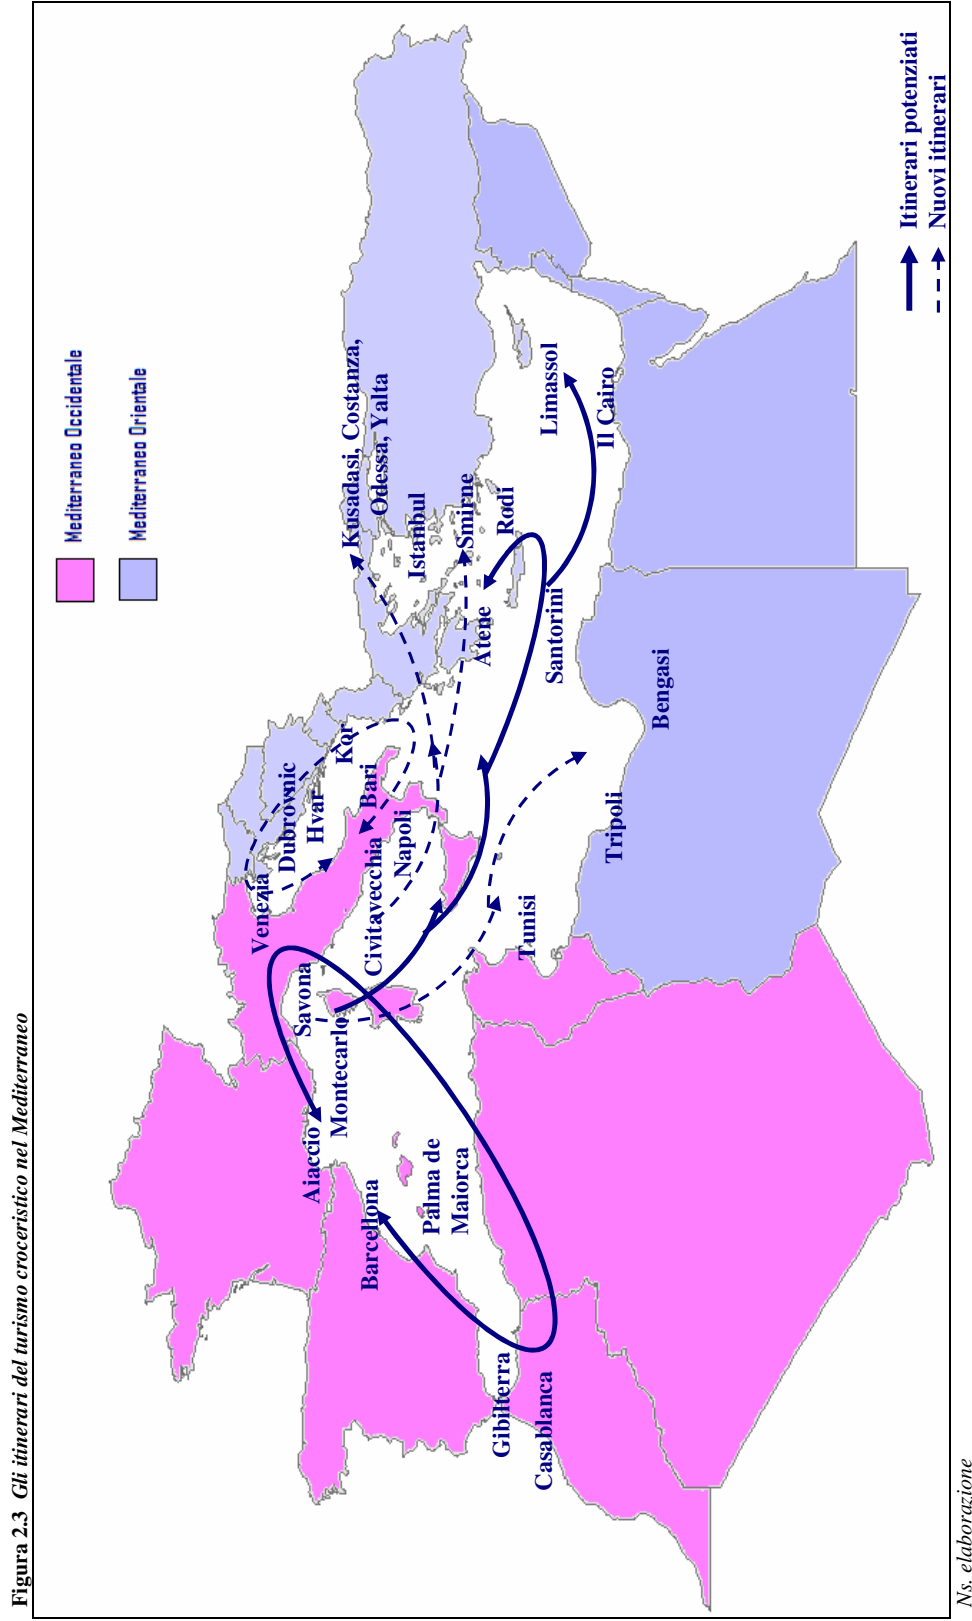 Figura 2.3 Gli itinerari del turismo croceristico nel Mediterraneo
Mediterraneo Occidentale
Mediterraneo Orientale
Venezia
Savona
Dubrovnic
Hvar
Kor
Kusadasi, Costanza,
Odessa, Yalta
Aiaccio
Montecarlo
Bari
Civitavecchia
Napoli
Istanbul
Barcellona
Smirne
Palma de
Maiorca
Atene
Rodi
Gibilterra
Tunisi
Casablanca
Santorini
Limassol
Il Cairo
Tripoli
Bengasi
Itinerari potenziati
Nuovi itinerari
Ns. elaborazione